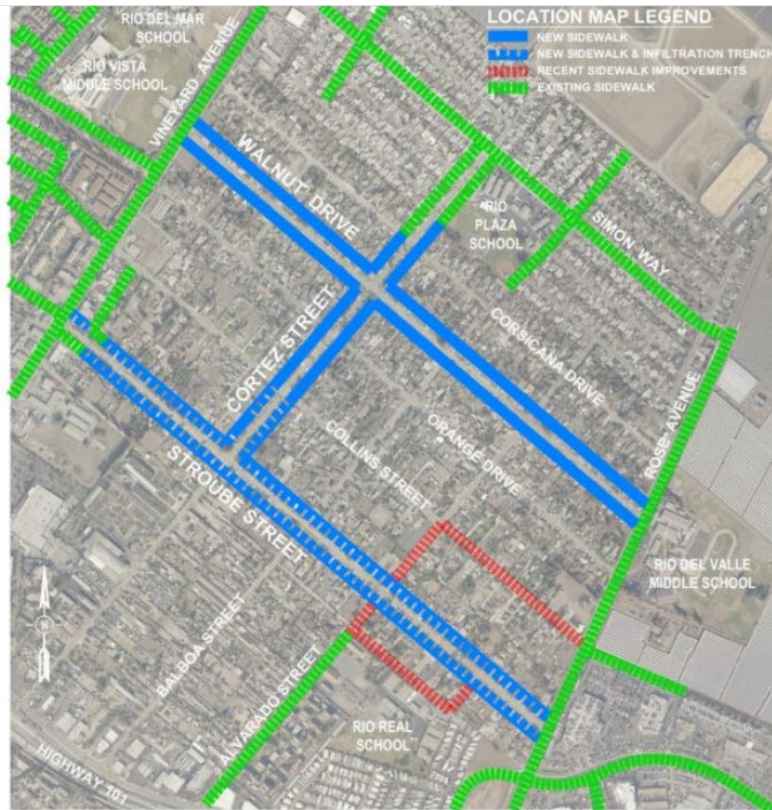 RIO DEL MAR
SCHOOL
RIO VISTA
MIDDLE SCHOOL
VINEYARD AVENUE
LOCATION MAP LEGEND
NEW SIDEWALK
NEW SIDEWALK & INFILTRATION TRENCH
RECENT SIDEWALK IMPROVEMENTS
EXISTING SIDEWALK
WALNUT DRIVE
RIO
PLAZA
SCHOOL
SIMON WAY
CORTEZ STREET
CORSICANA DRIVE
ORANGE DRIVE
COLLINS STREET
ROSE AVENUE
STROUBE STREET
RIO DEL VALLE
MIDDLE SCHOOL
BALBOA STREET
ALVARADO STREET
RIO REAL
SCHOOL
HIGHWAY 101
N